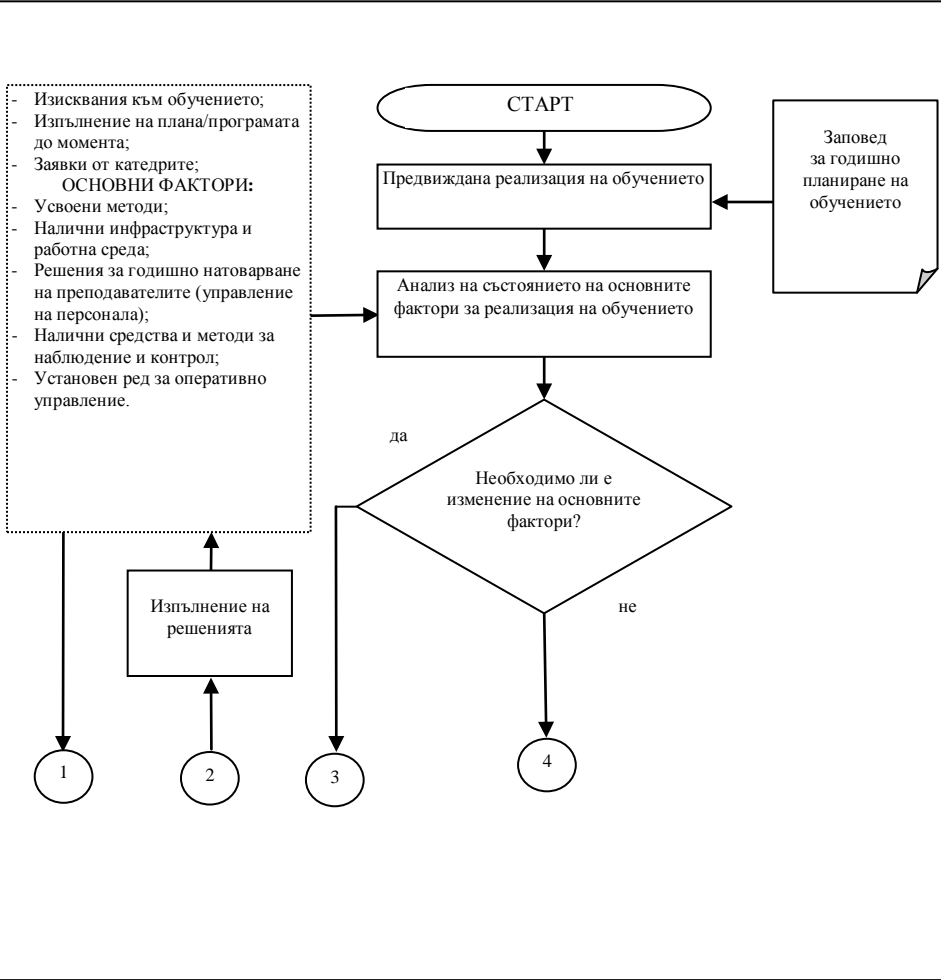 - Изисквания към обучението;
- Изпълнение на плана/програмата
до момента;
- Заявки от катедрите;
ОСНОВНИ ФАКТОРИ:
- Усвоени методи;
- Налични инфраструктура и
работна среда;
- Решения за годишно натоварване
на преподавателите (управление
на персонала);
- Налични средства и методи за
наблюдение и контрол;
- Установен ред за оперативно
управление.
СТАРТ
Предвиждана реализация на обучението
Заповед
за годишно
планиране на
обучението
Анализ на състоянието на основните
фактори за реализация на обучението
да
Необходимо ли е
изменение на основните
фактори?
не
Изпълнение на
решенията
1
2
3
4